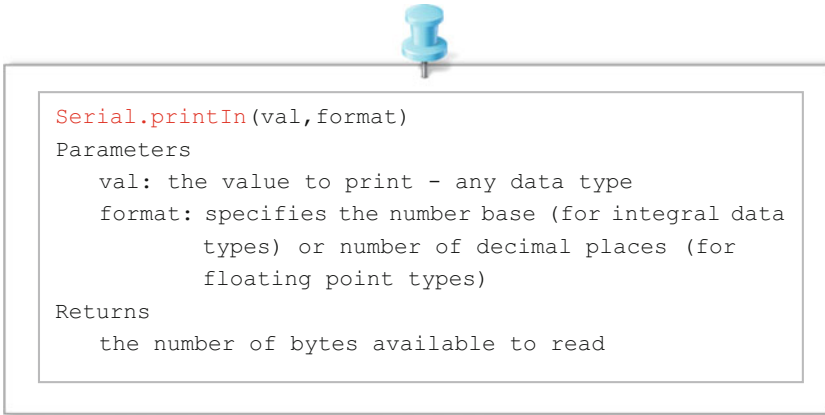 Serial.printIn(val,format)
Parameters
val: the value to print - any data type
format: specifies the number base (for integral data
types) or number of decimal places (for
floating point types)
Returns
the number of bytes available to read